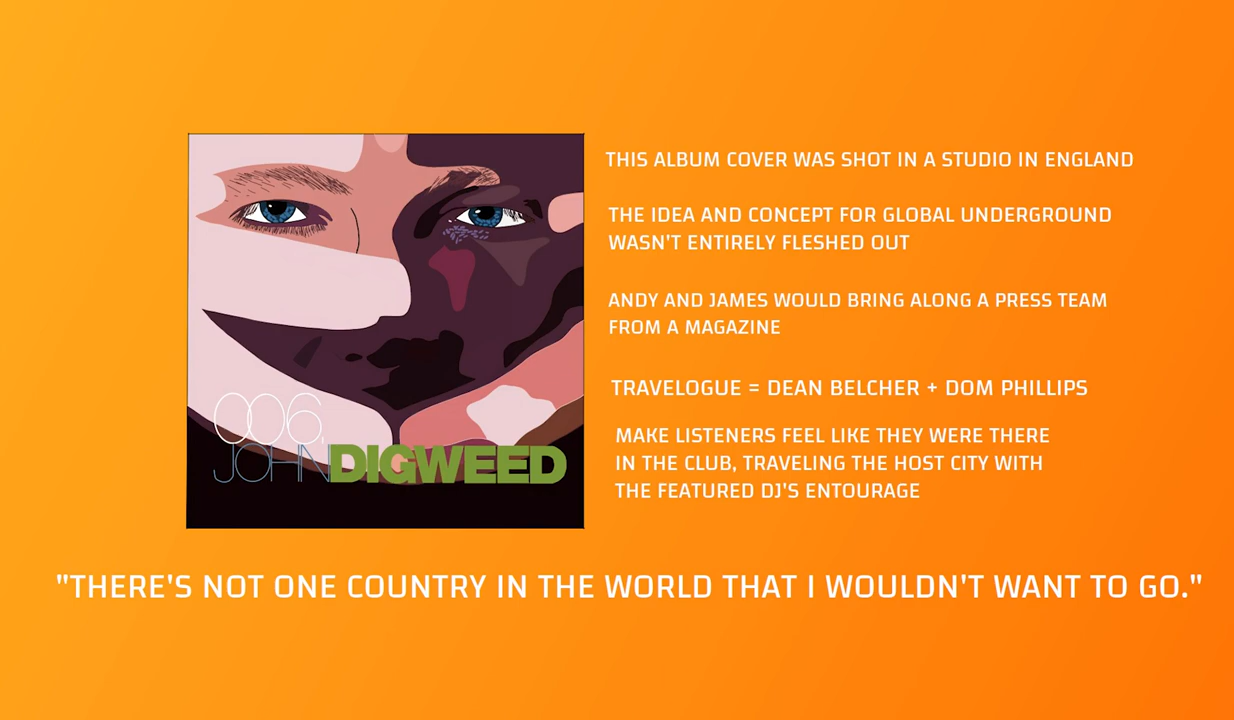 THIS ALBUM COVER WAS SHOT IN A STUDIO IN ENGLAND
THE IDEA AND CONCEPT FOR GLOBAL UNDERGROUND
WASN'T ENTIRELY FLESHED OUT
ANDY AND JAMES WOULD BRING ALONG A PRESS TEAM
FROM A MAGAZINE
TRAVELOGUE = DEAN BELCHER + DOM PHILLIPS
MAKE LISTENERS FEEL LIKE THEY WERE THERE
IN THE CLUB, TRAVELING THE HOST CITY WITH
THE FEATURED DJ'S ENTOURAGE
006,
JOHNDIGWEED
"THERE'S NOT ONE COUNTRY IN THE WORLD THAT I WOULDN'T WANT TO GO."